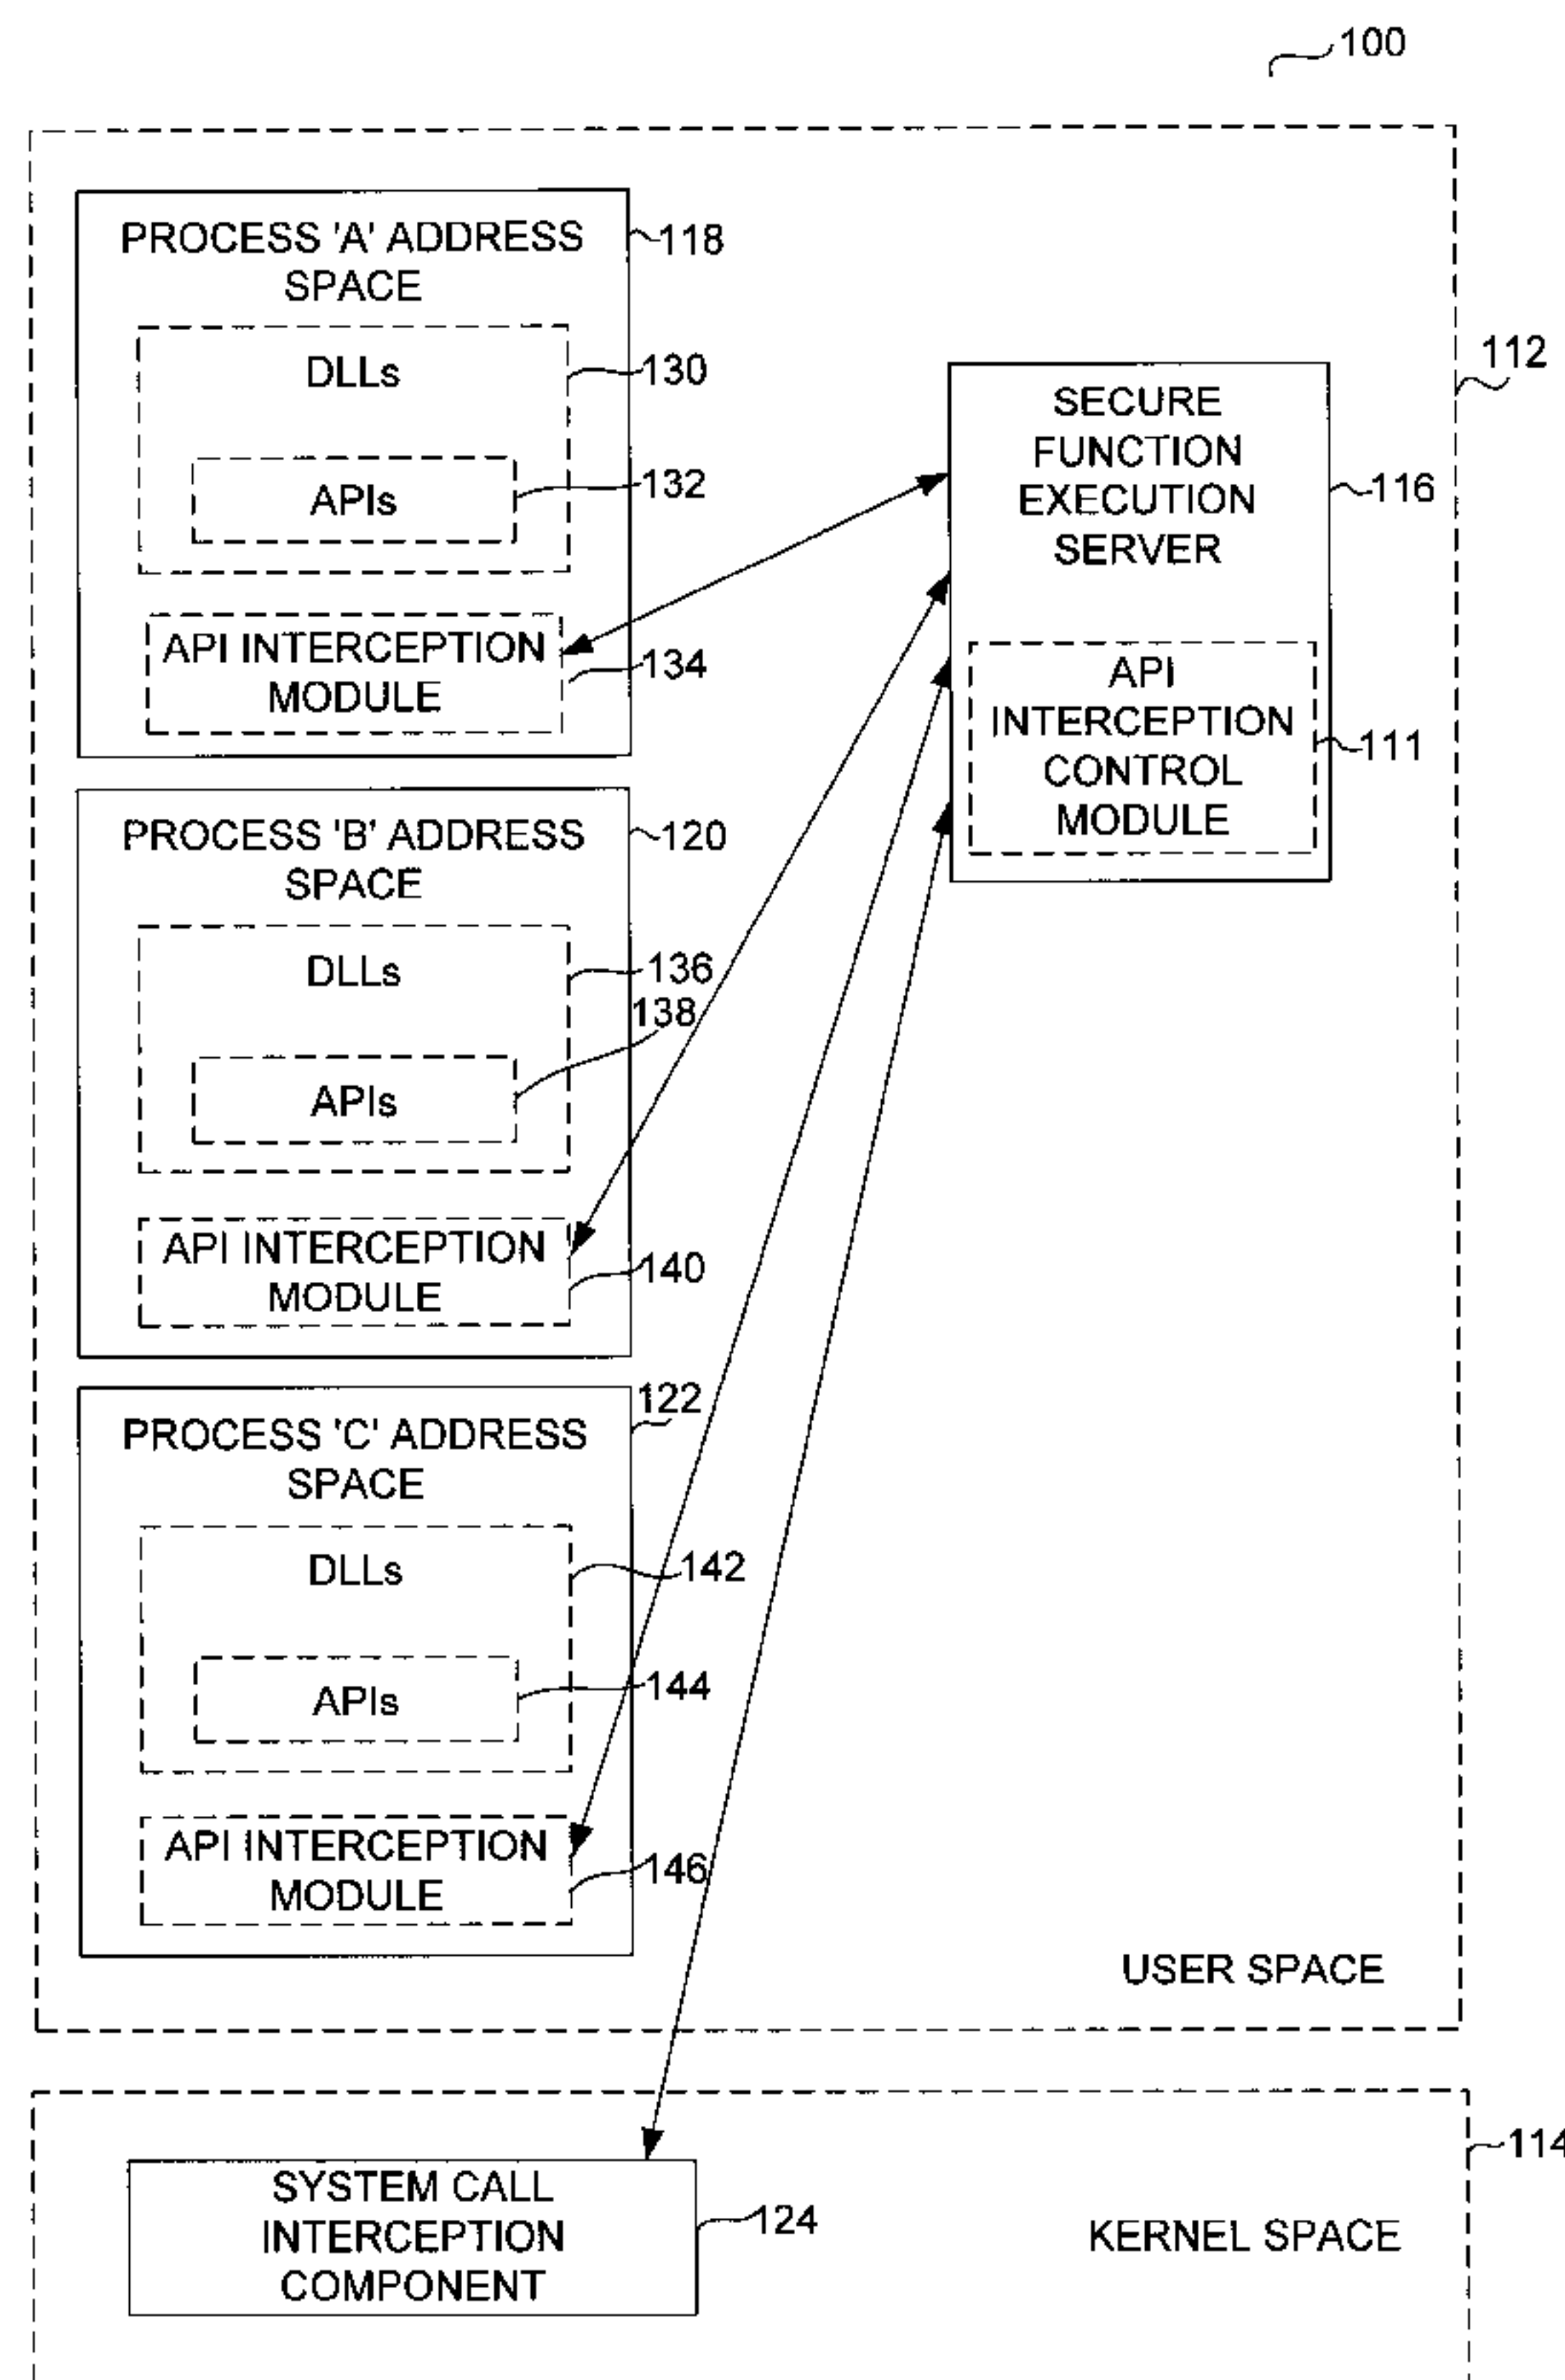 100
PROCESS 'A' ADDRESS
SPACE
118
DLLs
130
APIs
132
API INTERCEPTION
MODULE
134
SECURE
FUNCTION
EXECUTION
SERVER
116
112
API
INTERCEPTION
CONTROL
MODULE
111
PROCESS 'B' ADDRESS
SPACE
120
DLLs
136
138
APIs
API INTERCEPTION
MODULE
140
PROCESS 'C' ADDRESS
SPACE
122
DLLs
142
APIs
144
API INTERCEPTION
MODULE
146
USER SPACE
114
SYSTEM CALL
INTERCEPTION
COMPONENT
124
KERNEL SPACE